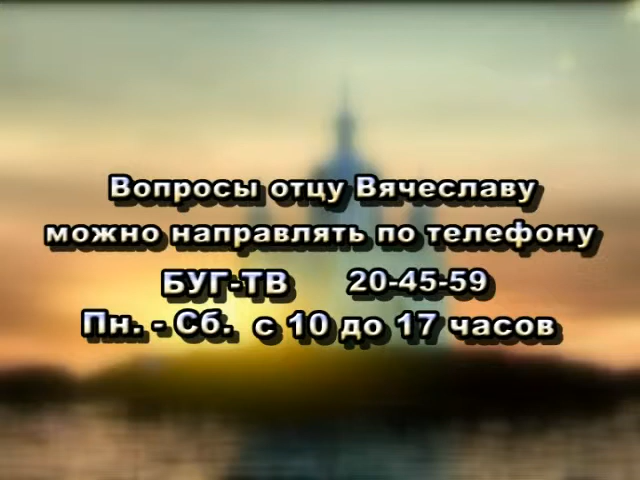 Вопросы отцу Вячеславу
можно направлять по телефону
БУГ-ТВ 20-45-59
Пн. - Сб. с 10 до 17 часов